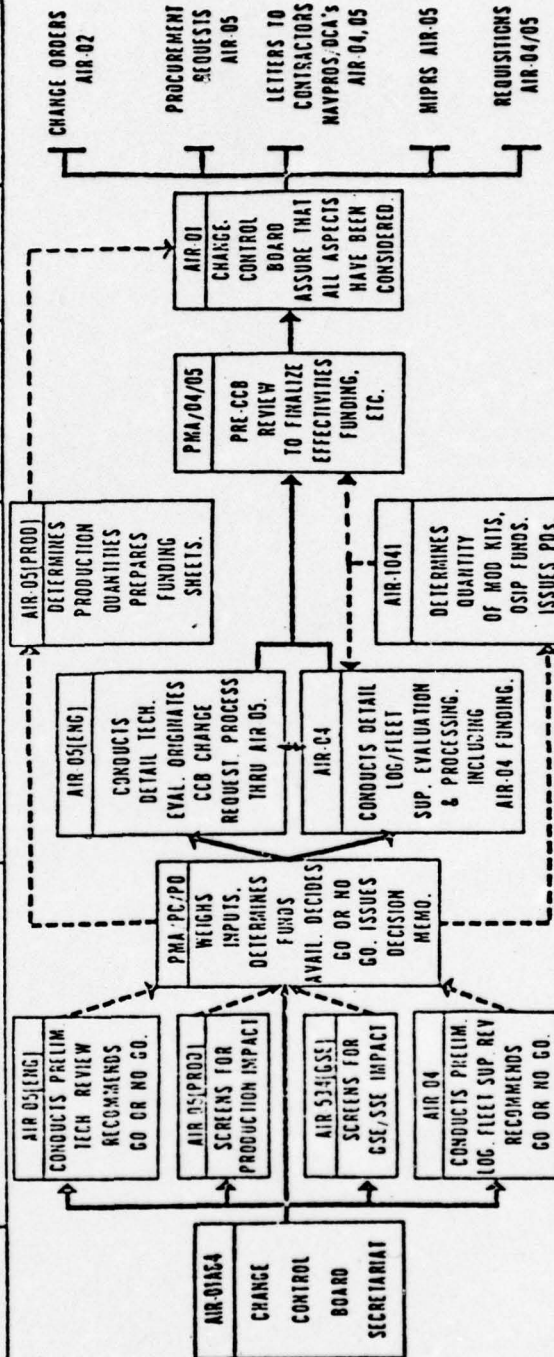 AIR-01A64
CHANGE
CONTROL
BOARD
SECRETARIAT
AIR 05[ENG]
CONDUCTS PRELIM.
TECH REVIEW
RECOMMENDS
GO OR NO GO.
AIR 05[PROD]
SCREENS FOR
PRODUCTION IMPACT
AIR-534[GSE]
SCREENS FOR
GSE/SSE IMPACT
AIR 04
CONDUCTS PRELIM.
LOG. FLEET SUP. REV
RECOMMENDS
GO OR NO GO.
PMA/PC/PO
WEIGHS
INPUTS.
DETERMINES
FUNDS
AVAIL. DECIDES
GO OR NO
GO. ISSUES
DECISION
MEMO.
AIR-05[ENG]
CONDUCTS
DETAIL TECH.
EVAL. ORIGINATES
CCB CHANGE
REQUEST. PROCESS
THRU AIR 05.
AIR-04
CONDUCTS DETAIL
LOG/FLEET
SUP. EVALUATION
& PROCESSING.
INCLUDING
AIR-04 FUNDING.
AIR-05[PROD]
DETERMINES
PRODUCTION
QUANTITIES
PREPARES
FUNDING
SHEETS.
AIR-1041
DETERMINES
QUANTITY
OF MOD KITS,
OSIP FUNDS.
ISSUES PDs.
PMA/04/05
PRE-CCB
REVIEW
TO FINALIZE
EFFECTIVITIES
FUNDING,
ETC.
AIR-01
CHANGE
CONTROL
BOARD
ASSURE THAT
ALL ASPECTS
HAVE BEEN
CONSIDERED.
CHANGE ORDERS
AIR-02
PROCUREMENT
REQUESTS
AIR-05
LETTERS TO
CONTRACTORS
NAVPROS/DCA's
AIR-04,05
MIPRS AIR-05
REQUISITIONS
AIR-04/05